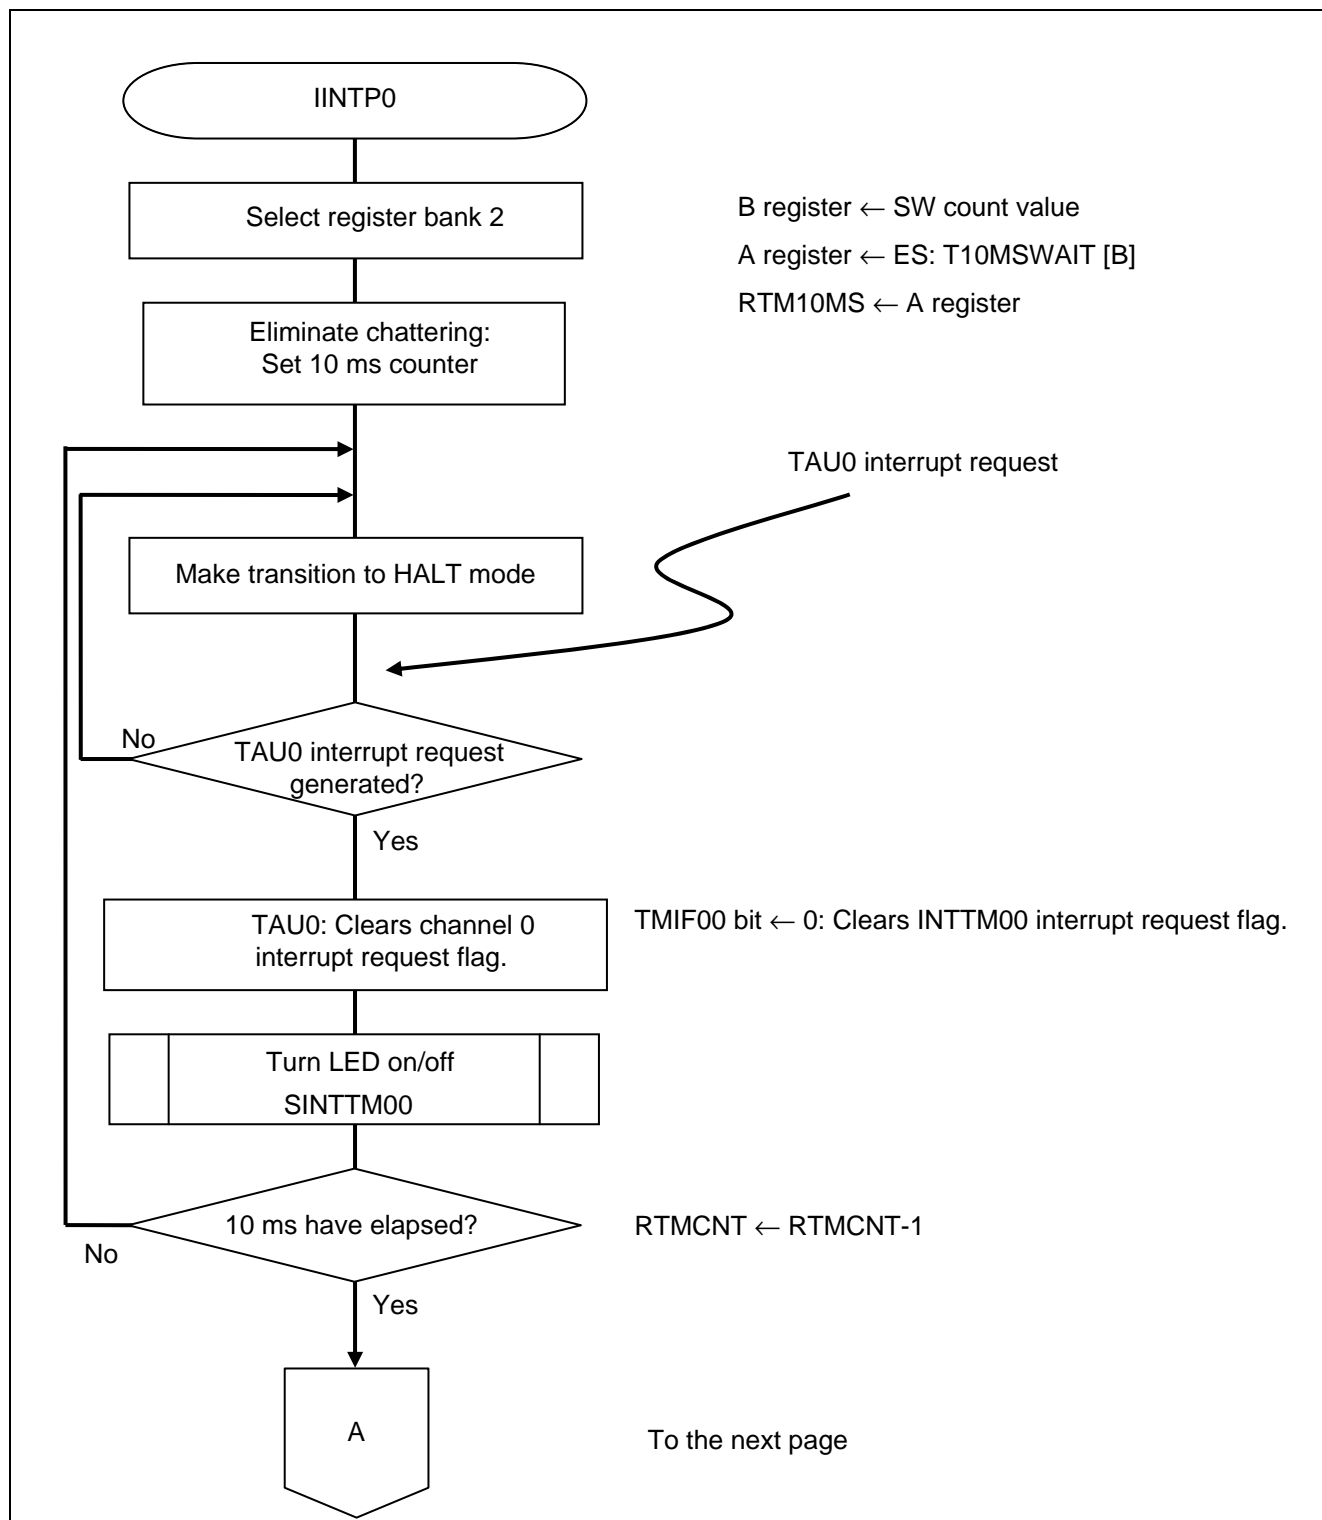 IINTP0
Select register bank 2
B register ← SW count value
A register ← ES: T10MSWAIT [B]
RTM10MS ← A register
Eliminate chattering:
Set 10 ms counter
TAU0 interrupt request
Make transition to HALT mode
No
TAU0 interrupt request
generated?
Yes
TAU0: Clears channel 0
interrupt request flag.
TMIF00 bit ← 0: Clears INTTM00 interrupt request flag.
Turn LED on/off
SINTTM00
10 ms have elapsed?
RTMCNT ← RTMCNT-1
No
Yes
A
To the next page